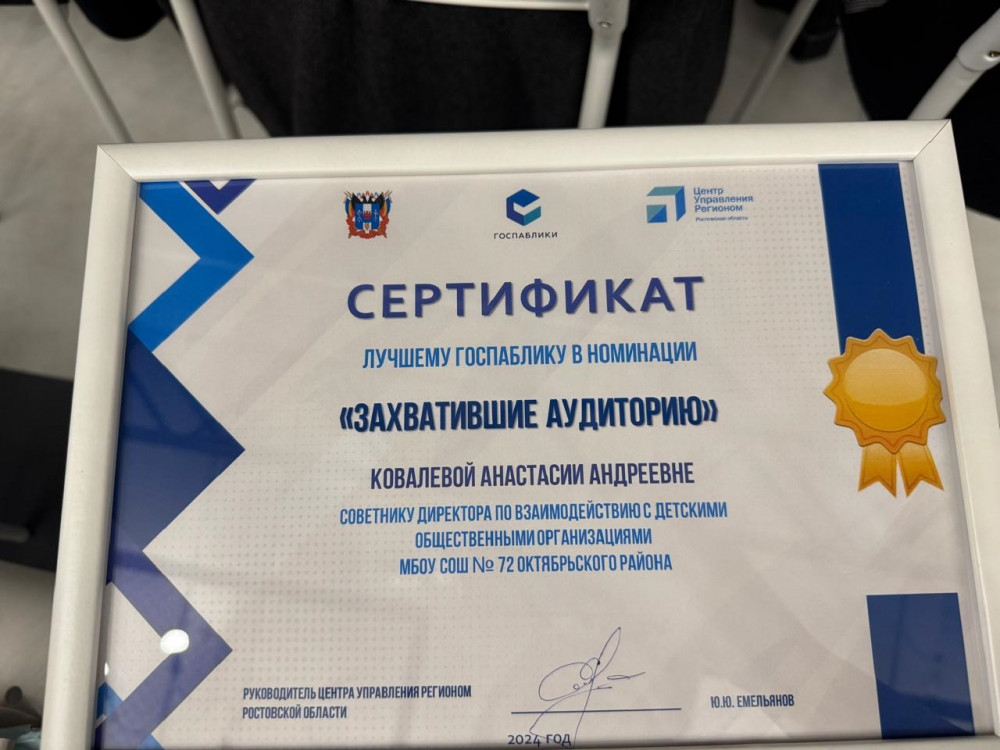 ГОСПАБЛИКИ
Центр
Управления
Регионом
Ростовская область
СЕРТИФИКАТ
ЛУЧШЕМУ ГОСПАБЛИКУ В НОМИНАЦИИ
«ЗАХВАТИВШИЕ АУДИТОРИЮ»
КОВАЛЕВОЙ АНАСТАСИИ АНДРЕЕВНЕ
СОВЕТНИКУ ДИРЕКТОРА ПО ВЗАИМОДЕЙСТВИЮ С ДЕТСКИМИ
ОБЩЕСТВЕННЫМИ ОРГАНИЗАЦИЯМИ
МБОУ СОШ № 72 ОКТЯБРЬСКОГО РАЙОНА
РУКОВОДИТЕЛЬ ЦЕНТРА УПРАВЛЕНИЯ РЕГИОНОМ
РОСТОВСКОЙ ОБЛАСТИ
Ю.Ю. ЕМЕЛЬЯНОВ
2024 ГОД